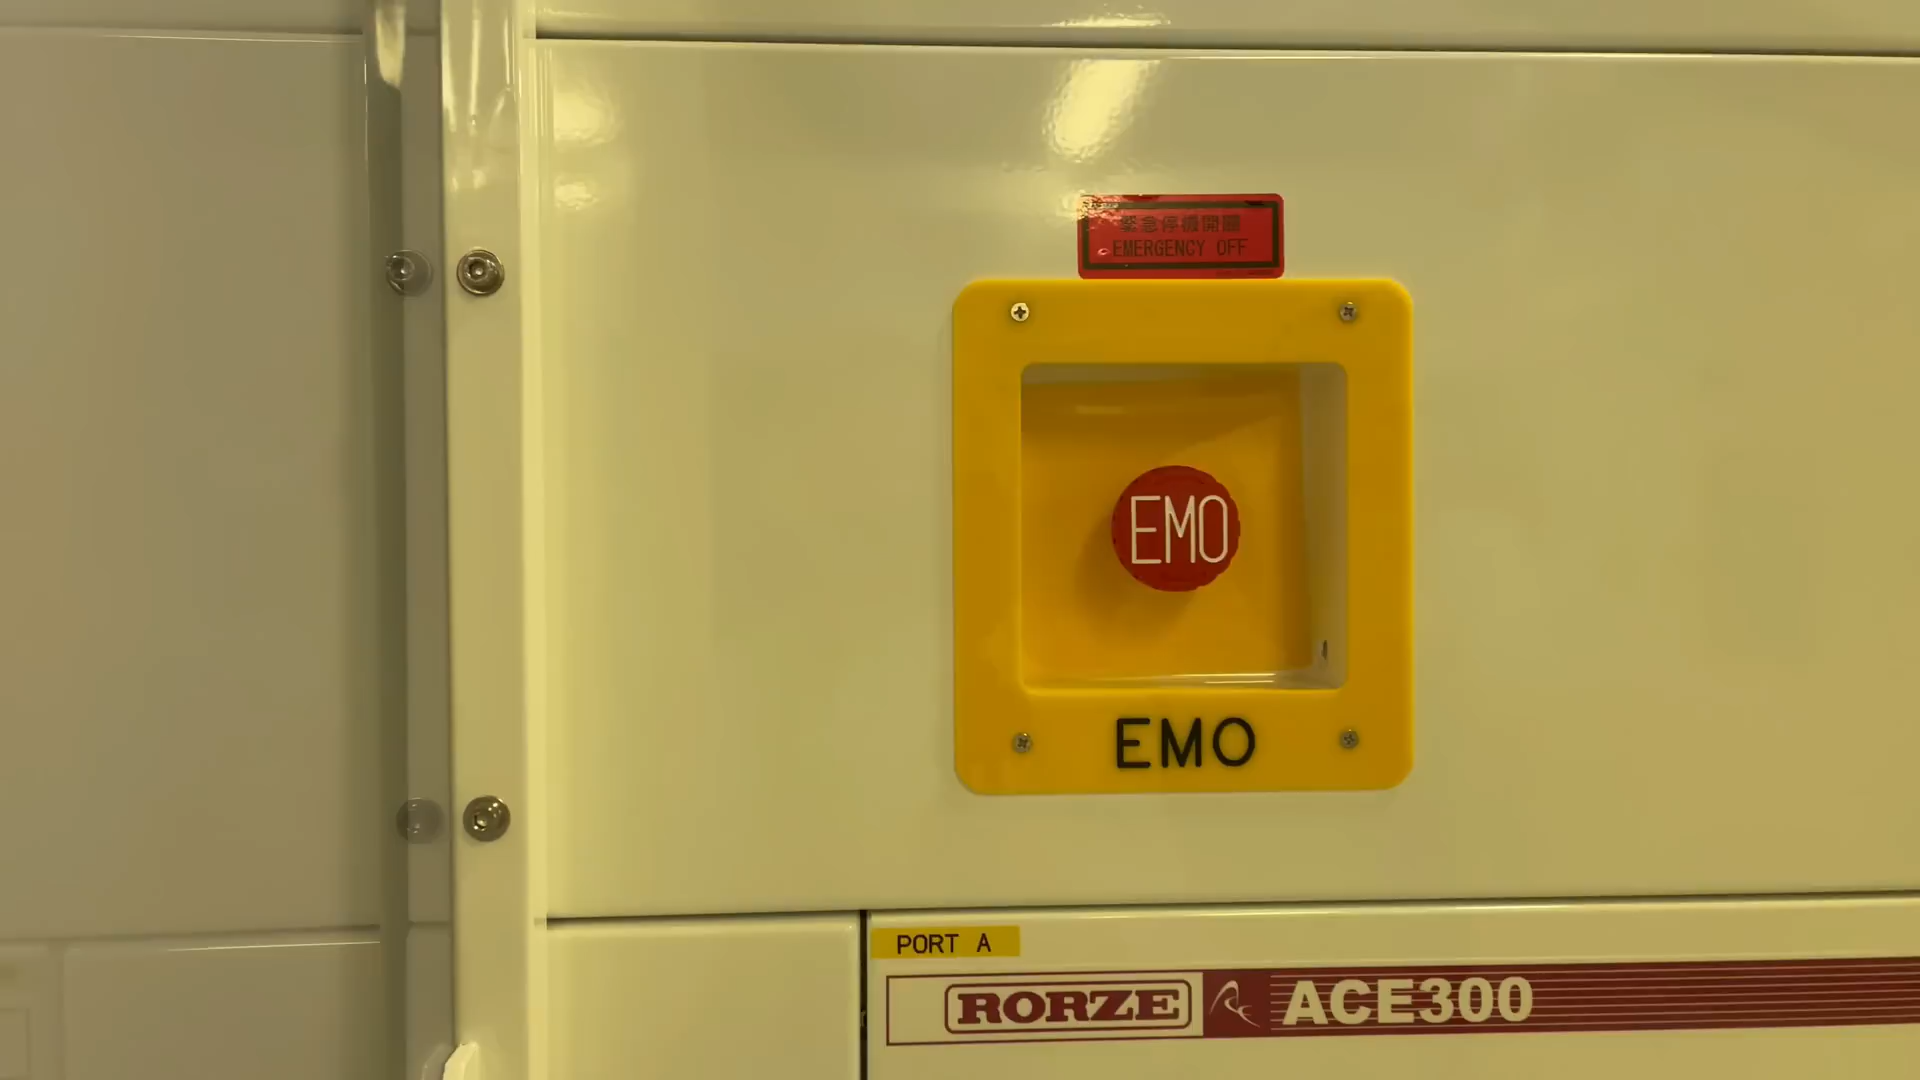 緊急停機開關
EMERGENCY OFF
EMO
EMO
PORT A
RORZE ACE300